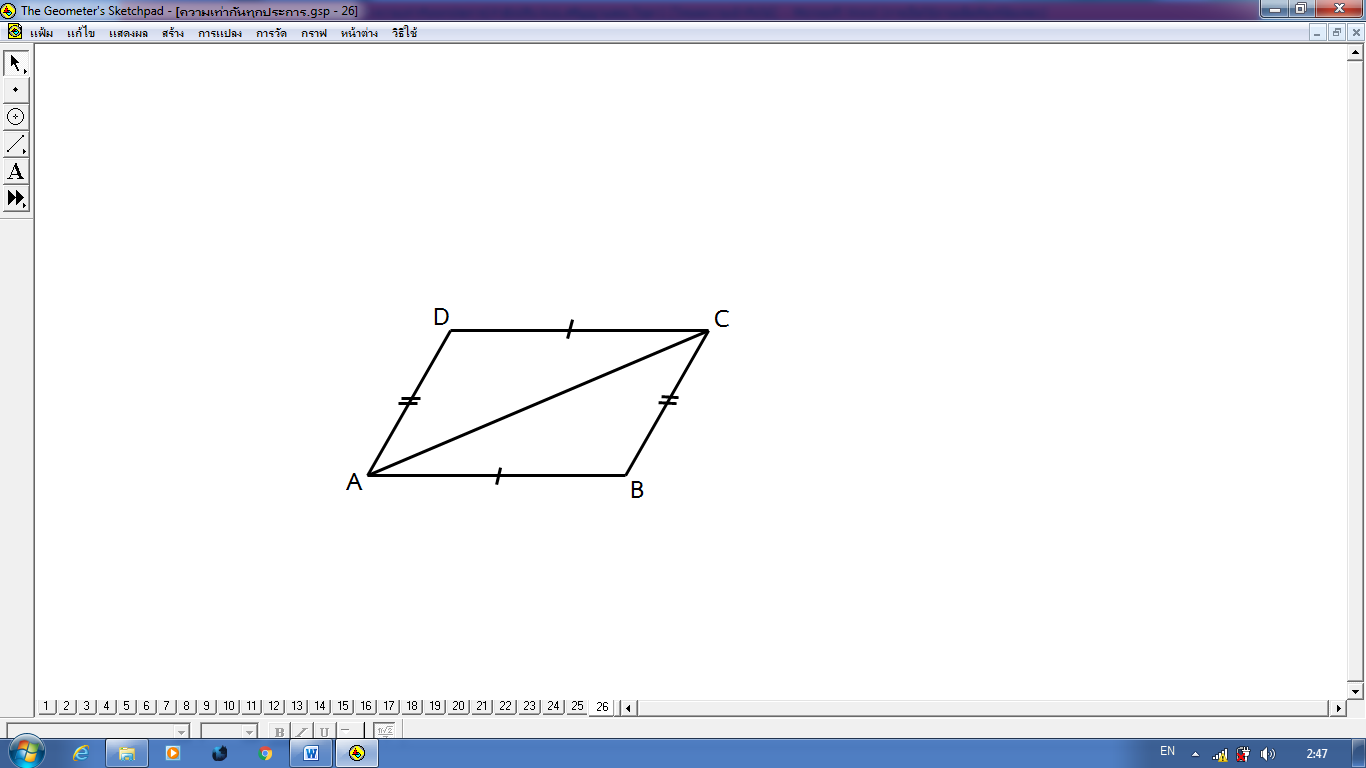 The Geometer's Sketchpad - [ความเท่ากันทุกประการ.gsp - 26]
แฟ้ม แก้ไข แสดงผล สร้าง การแปลง การวัด กราฟ หน้าต่าง วิธีใช้
A
D C
A B
1 2 3 4 5 6 7 8 9 10 11 12 13 14 15 16 17 18 19 20 21 22 23 24 25 26
B I U
EN 2:47